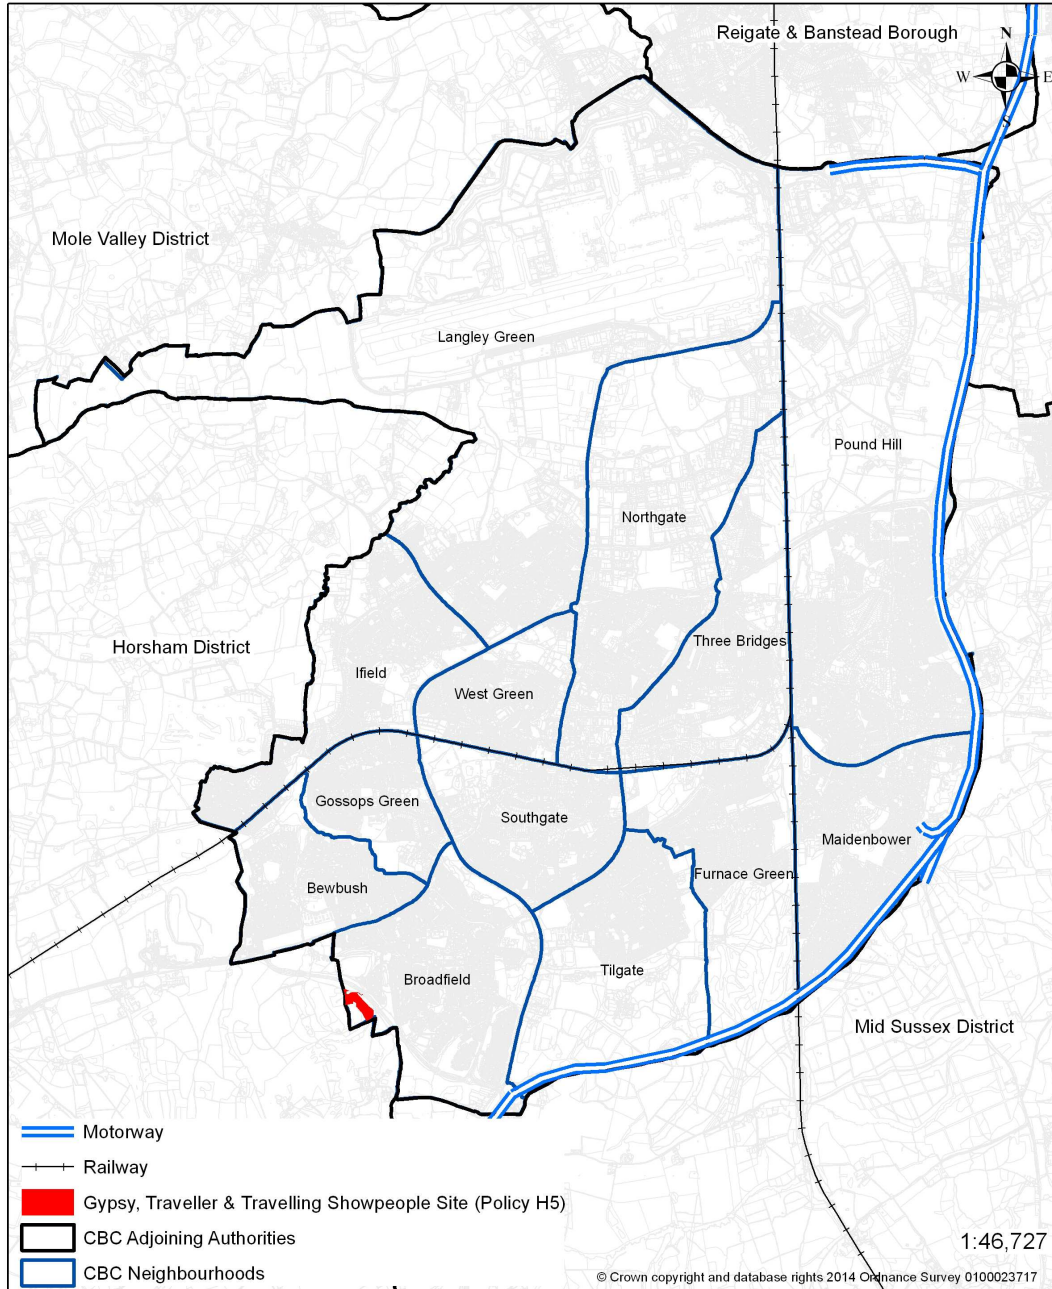 Reigate & Banstead Borough
N
W
E
S
Mole Valley District
Langley Green
Pound Hill
Northgate
Three Bridges
Horsham District
Ifield
West Green
Gossops Green
Southgate
Maidenbower
Furnace Green
Bewbush
Broadfield
Tilgate
Mid Sussex District
Motorway
Railway
Gypsy, Traveller & Travelling Showpeople Site (Policy H5)
CBC Adjoining Authorities
CBC Neighbourhoods
1:46,727
© Crown copyright and database rights 2014 Ordnance Survey 0100023717